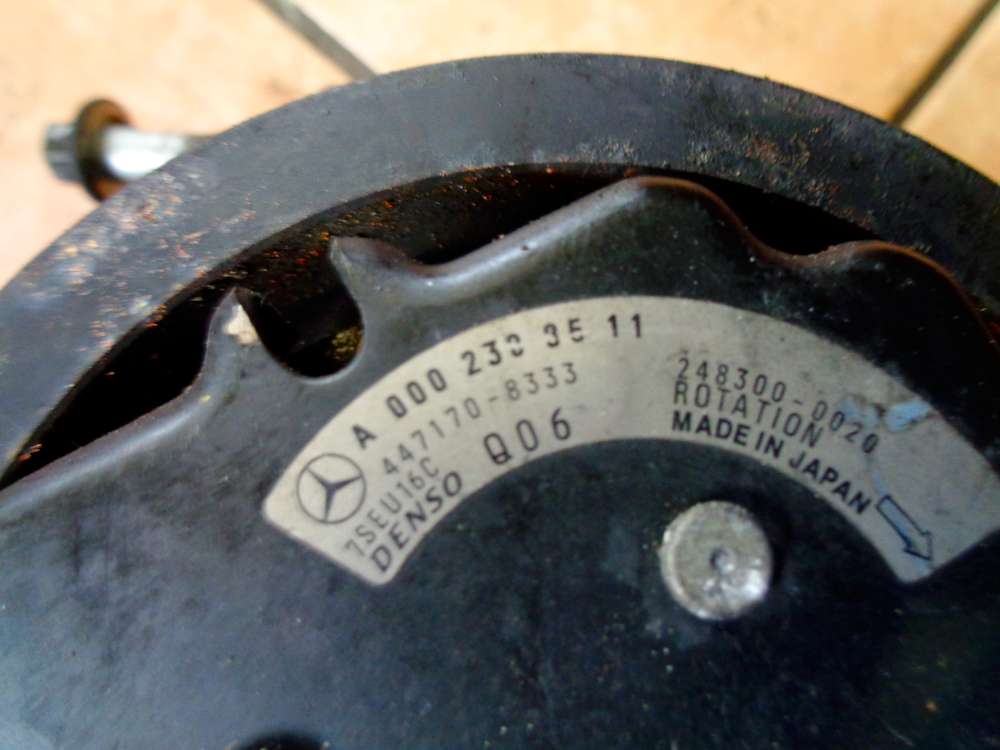 A 000 230 35 11
447170-8333
7SEU16C
DENSO Q06
248300-0020
ROTATION
MADE IN JAPAN